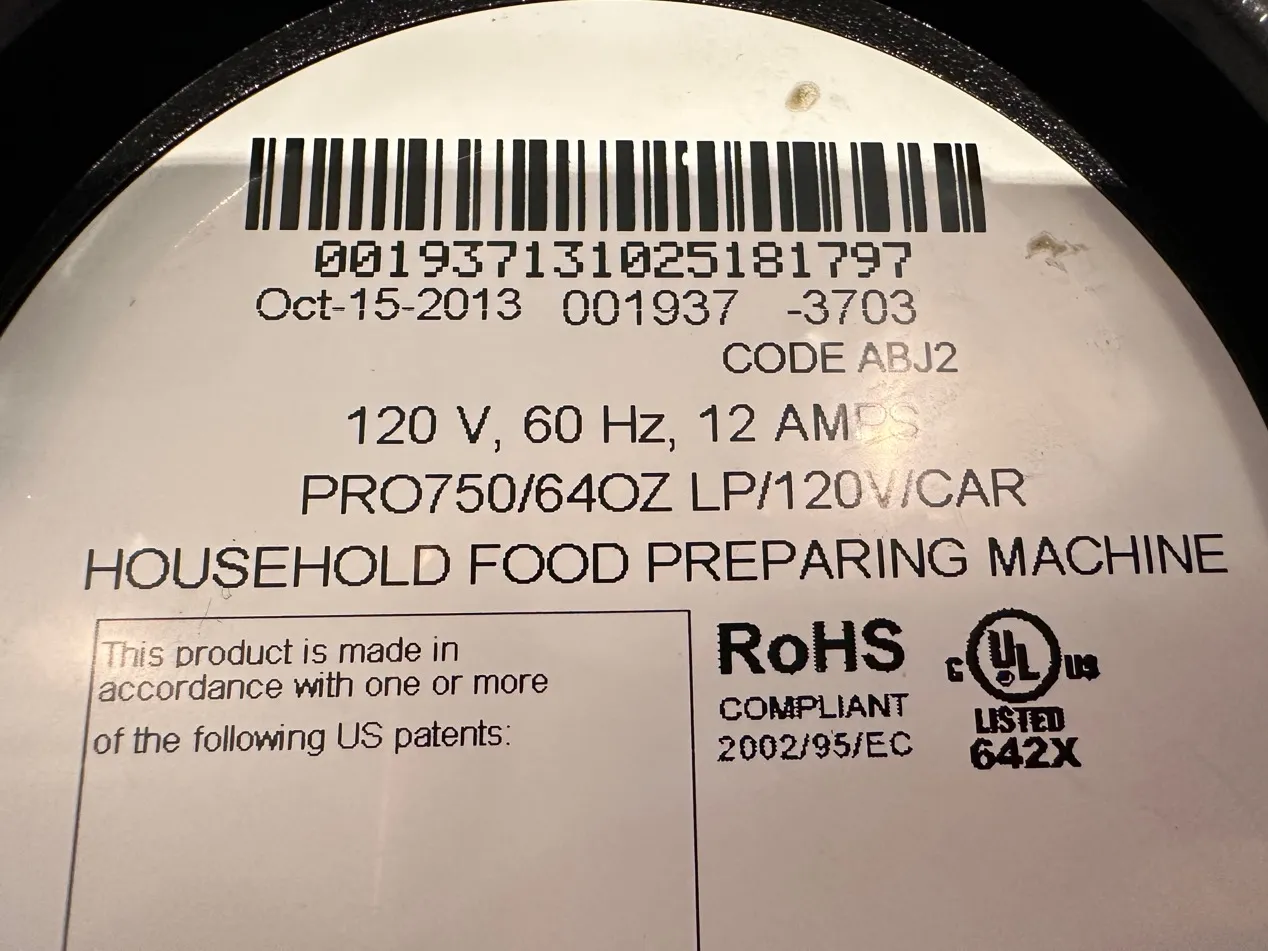 001937131025181797
Oct-15-2013 001937 -3703
CODE ABJ2
120 V, 60 Hz, 12 AMPS
PRO750/64OZ LP/120V/CAR
HOUSEHOLD FOOD PREPARING MACHINE
This product is made in
accordance with one or more
of the following US patents:
RoHS
COMPLIANT
2002/95/EC
C UL US
LISTED
642X